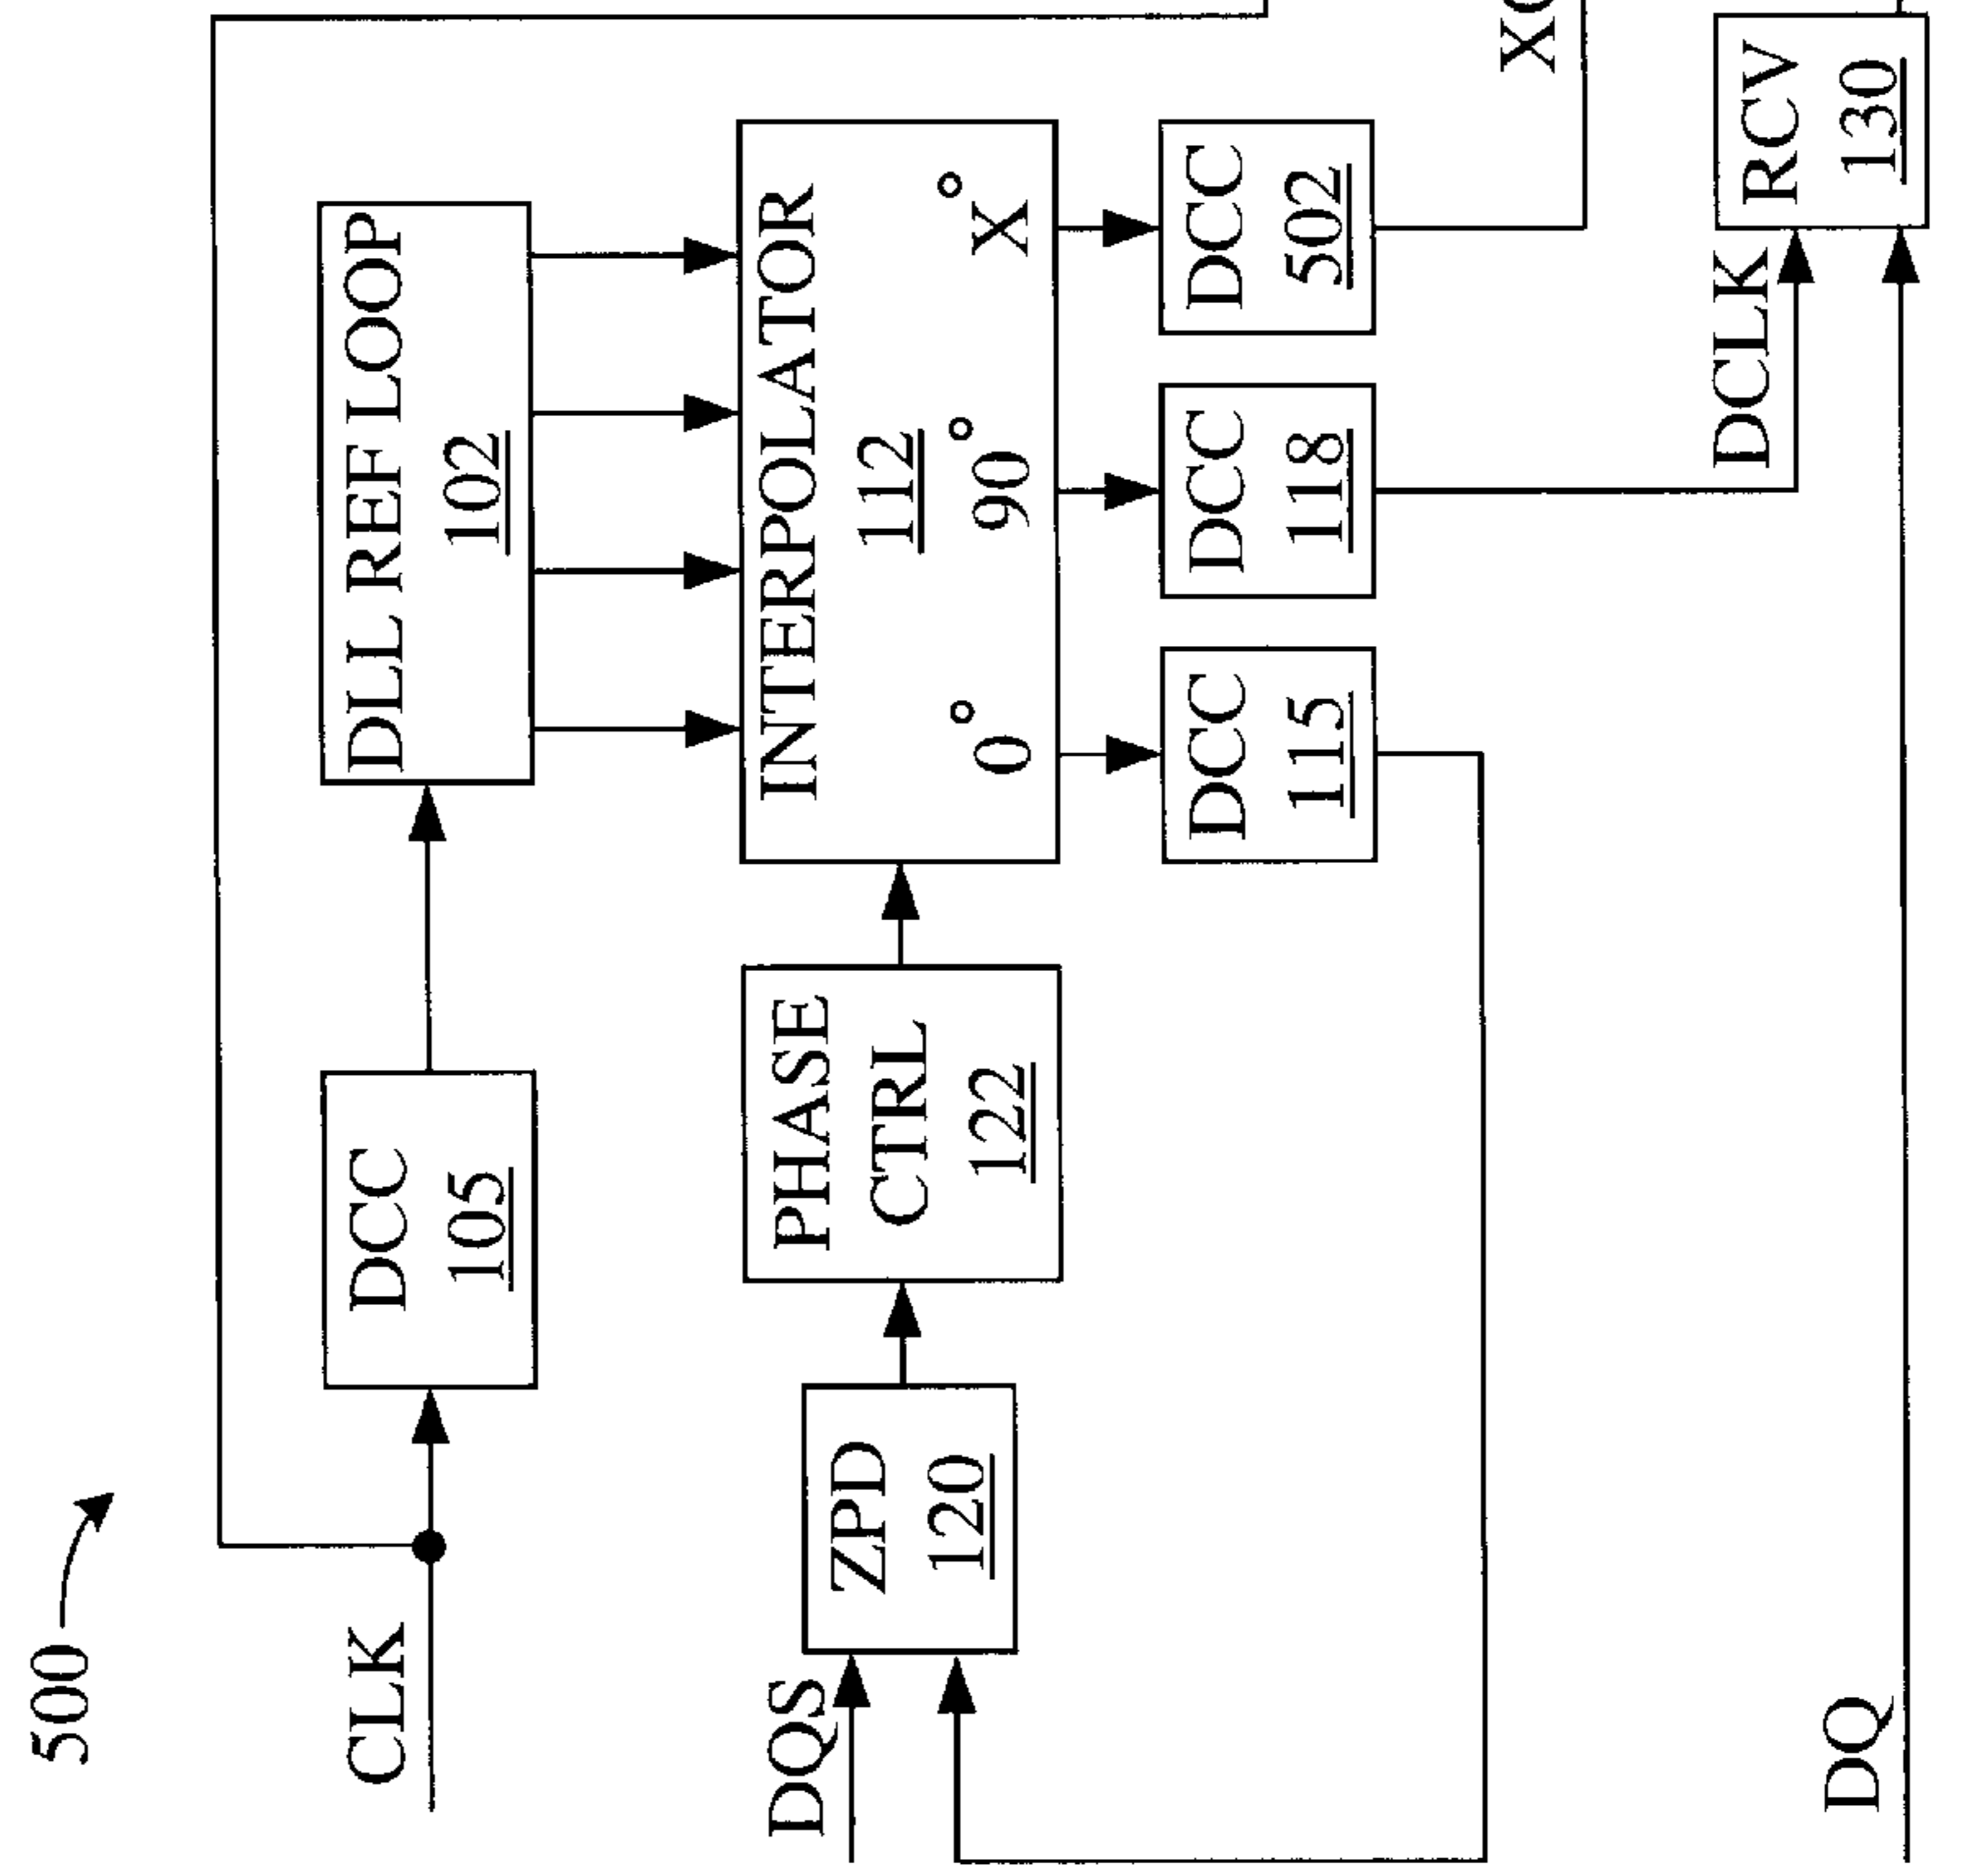 500
CLK
DCC
105
DLL REF LOOP
102
DQS
ZPD
120
PHASE
CTRL
122
INTERPOLATOR
112
0°
90°
X°
DCC
115
DCC
118
DCC
502
DCLK
DQ
RCV
130